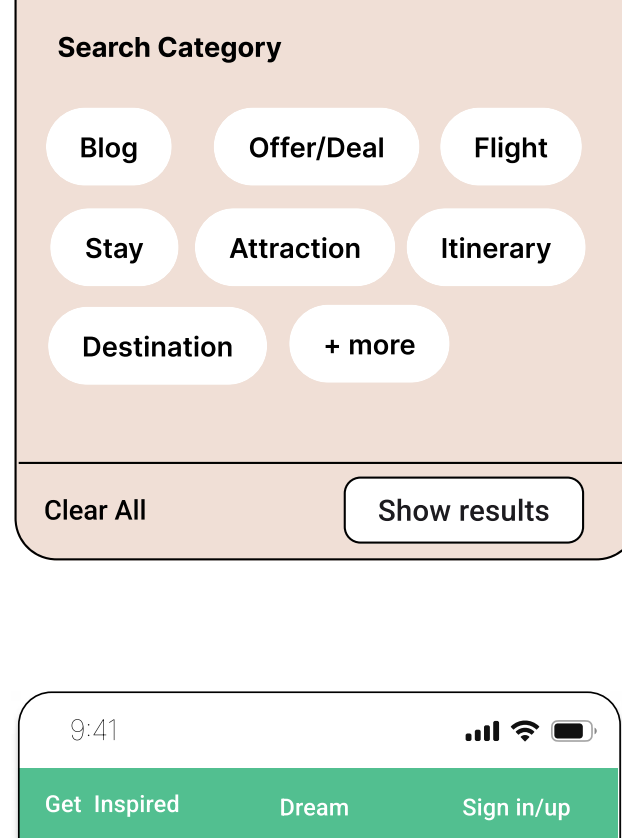 Search Category
Blog Offer/Deal Flight
Stay Attraction Itinerary
Destination + more
Clear All Show results
9:41
Get Inspired Dream Sign in/up